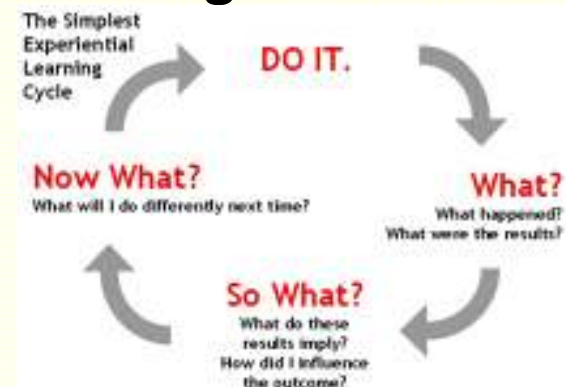 The Simplest
Experiential
Learning
Cycle
DO IT.
What?
What happened?
What were the results?
So What?
What do these
results imply?
How did I influence
the outcome?
Now What?
What will I do differently next time?